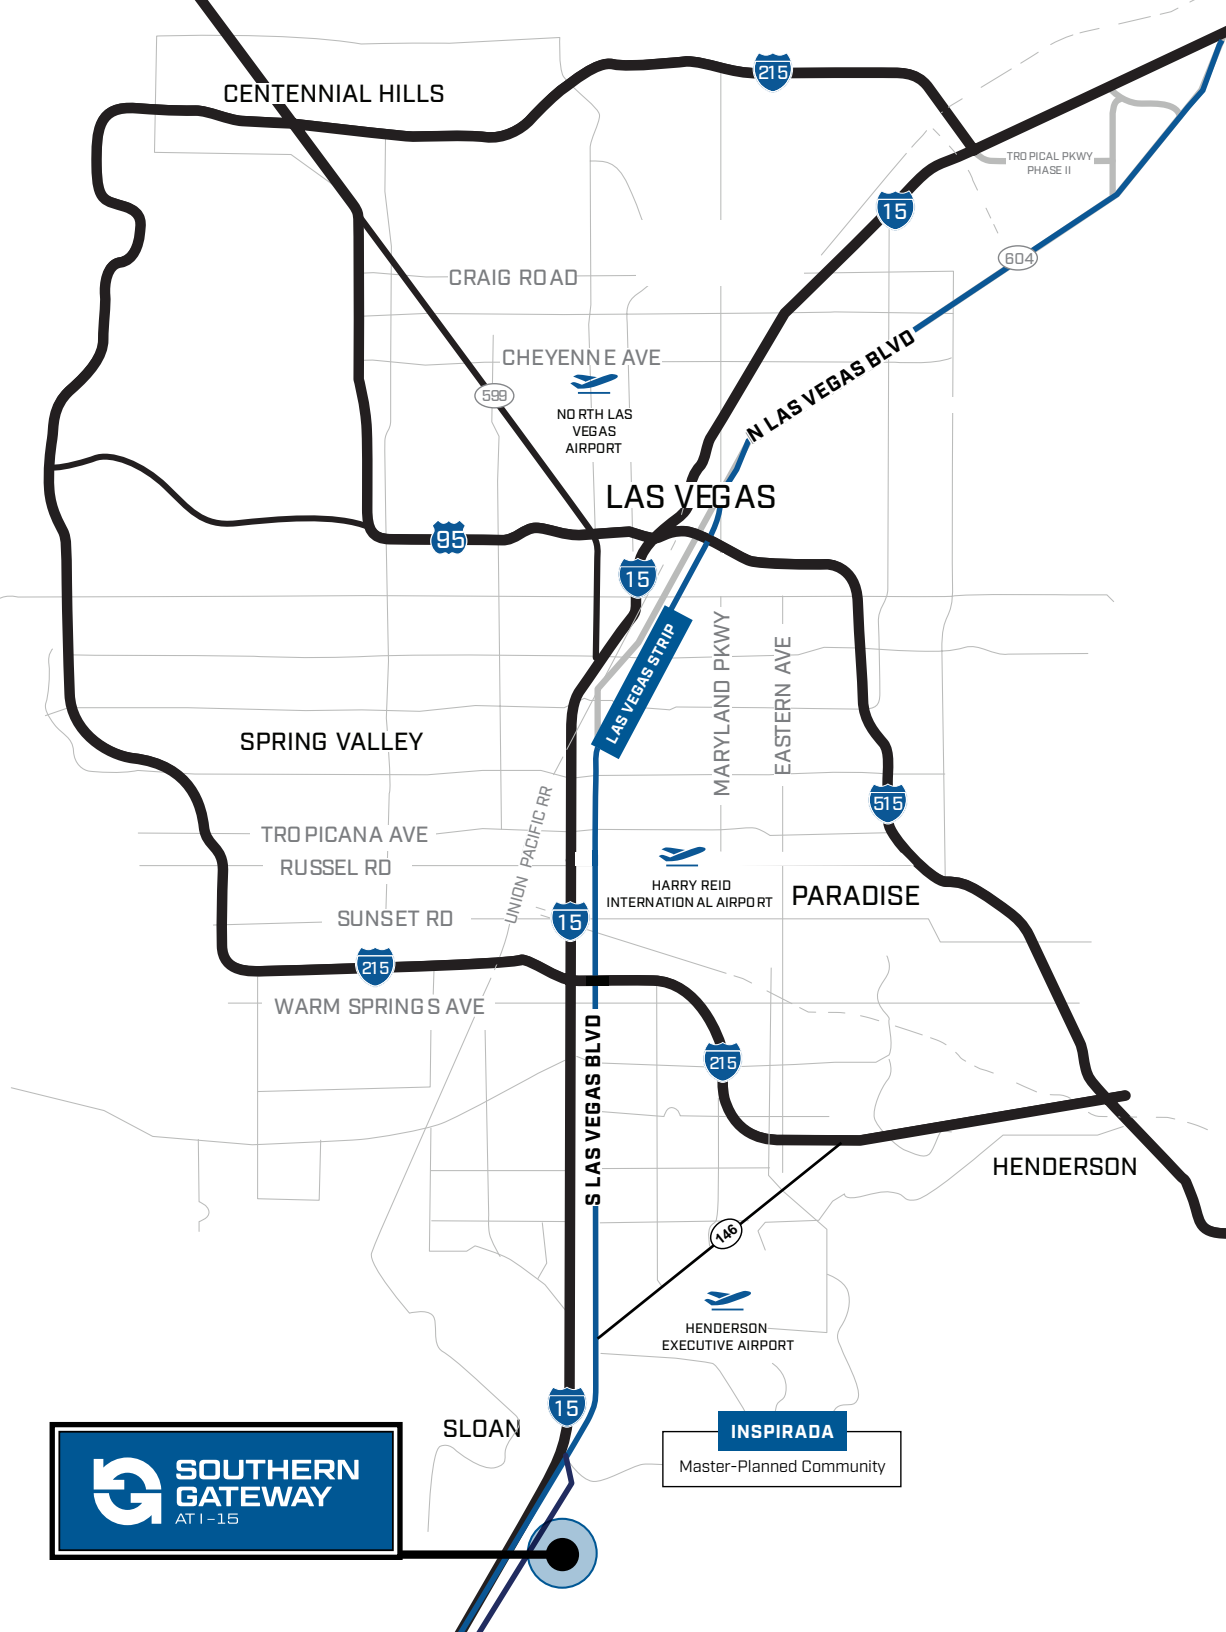 215
CENTENNIAL HILLS
TROPICAL PKWY
PHASE II
15
604
CRAIG ROAD
N LAS VEGAS BLVD
CHEYENNE AVE
599
NORTH LAS
VEGAS
AIRPORT
LAS VEGAS
95
15
LAS VEGAS STRIP
MARYLAND PKWY
EASTERN AVE
SPRING VALLEY
515
UNION PACIFIC RR
TROPICANA AVE
RUSSEL RD
HARRY REID
INTERNATIONAL AIRPORT
PARADISE
SUNSET RD
15
215
WARM SPRINGS AVE
S LAS VEGAS BLVD
215
HENDERSON
146
HENDERSON
EXECUTIVE AIRPORT
15
SLOAN
INSPIRADA
Master-Planned Community
SOUTHERN
GATEWAY
AT I-15